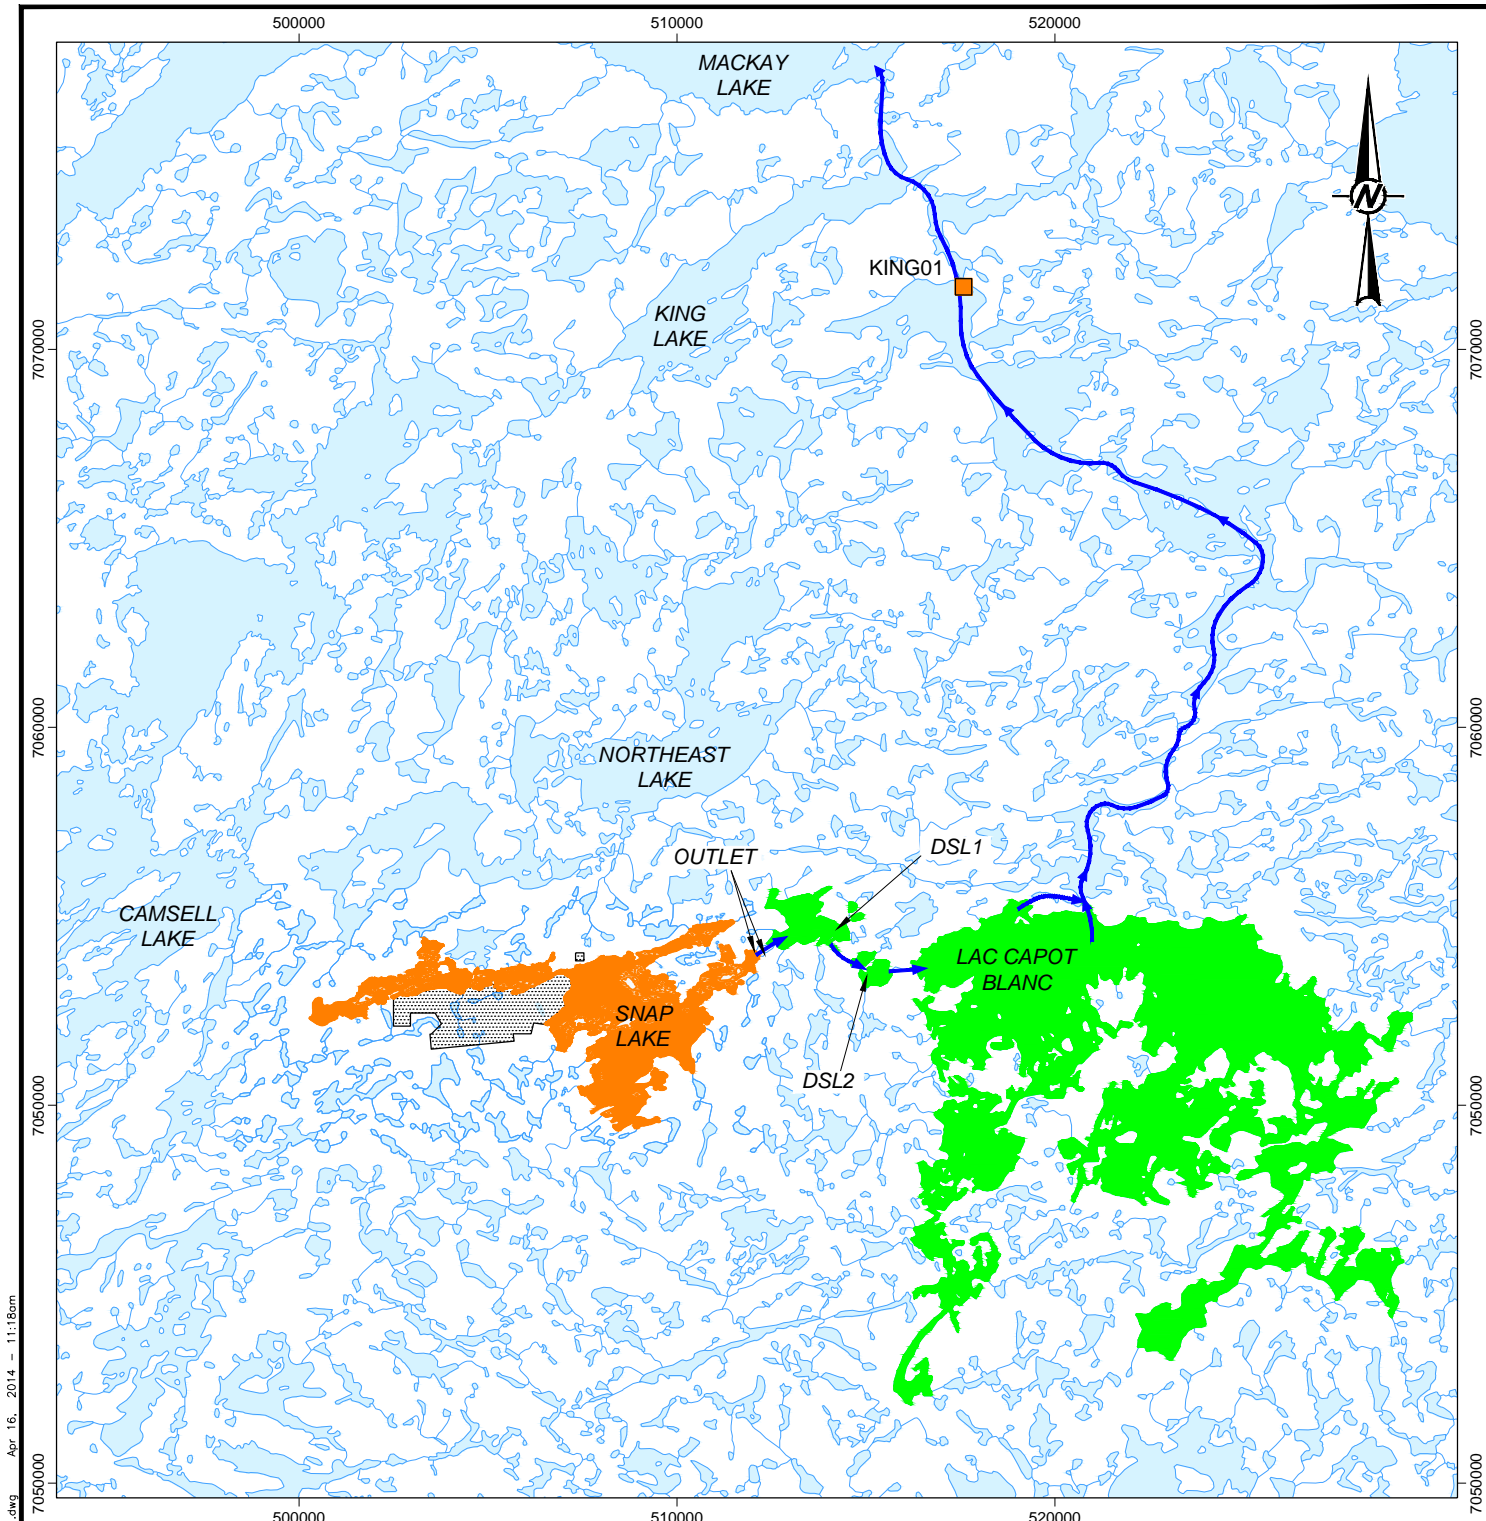 500000
510000
520000
MACKAY
LAKE
N
KING01
KING
LAKE
7070000
7070000
7060000
7060000
NORTHEAST
LAKE
OUTLET
DSL1
CAMSELL
LAKE
LAC CAPOT
BLANC
SNAP
LAKE
DSL2
7050000
7050000
7050000
7050000
.dwg Apr 16, 2014 - 11:18am
500000
510000
520000